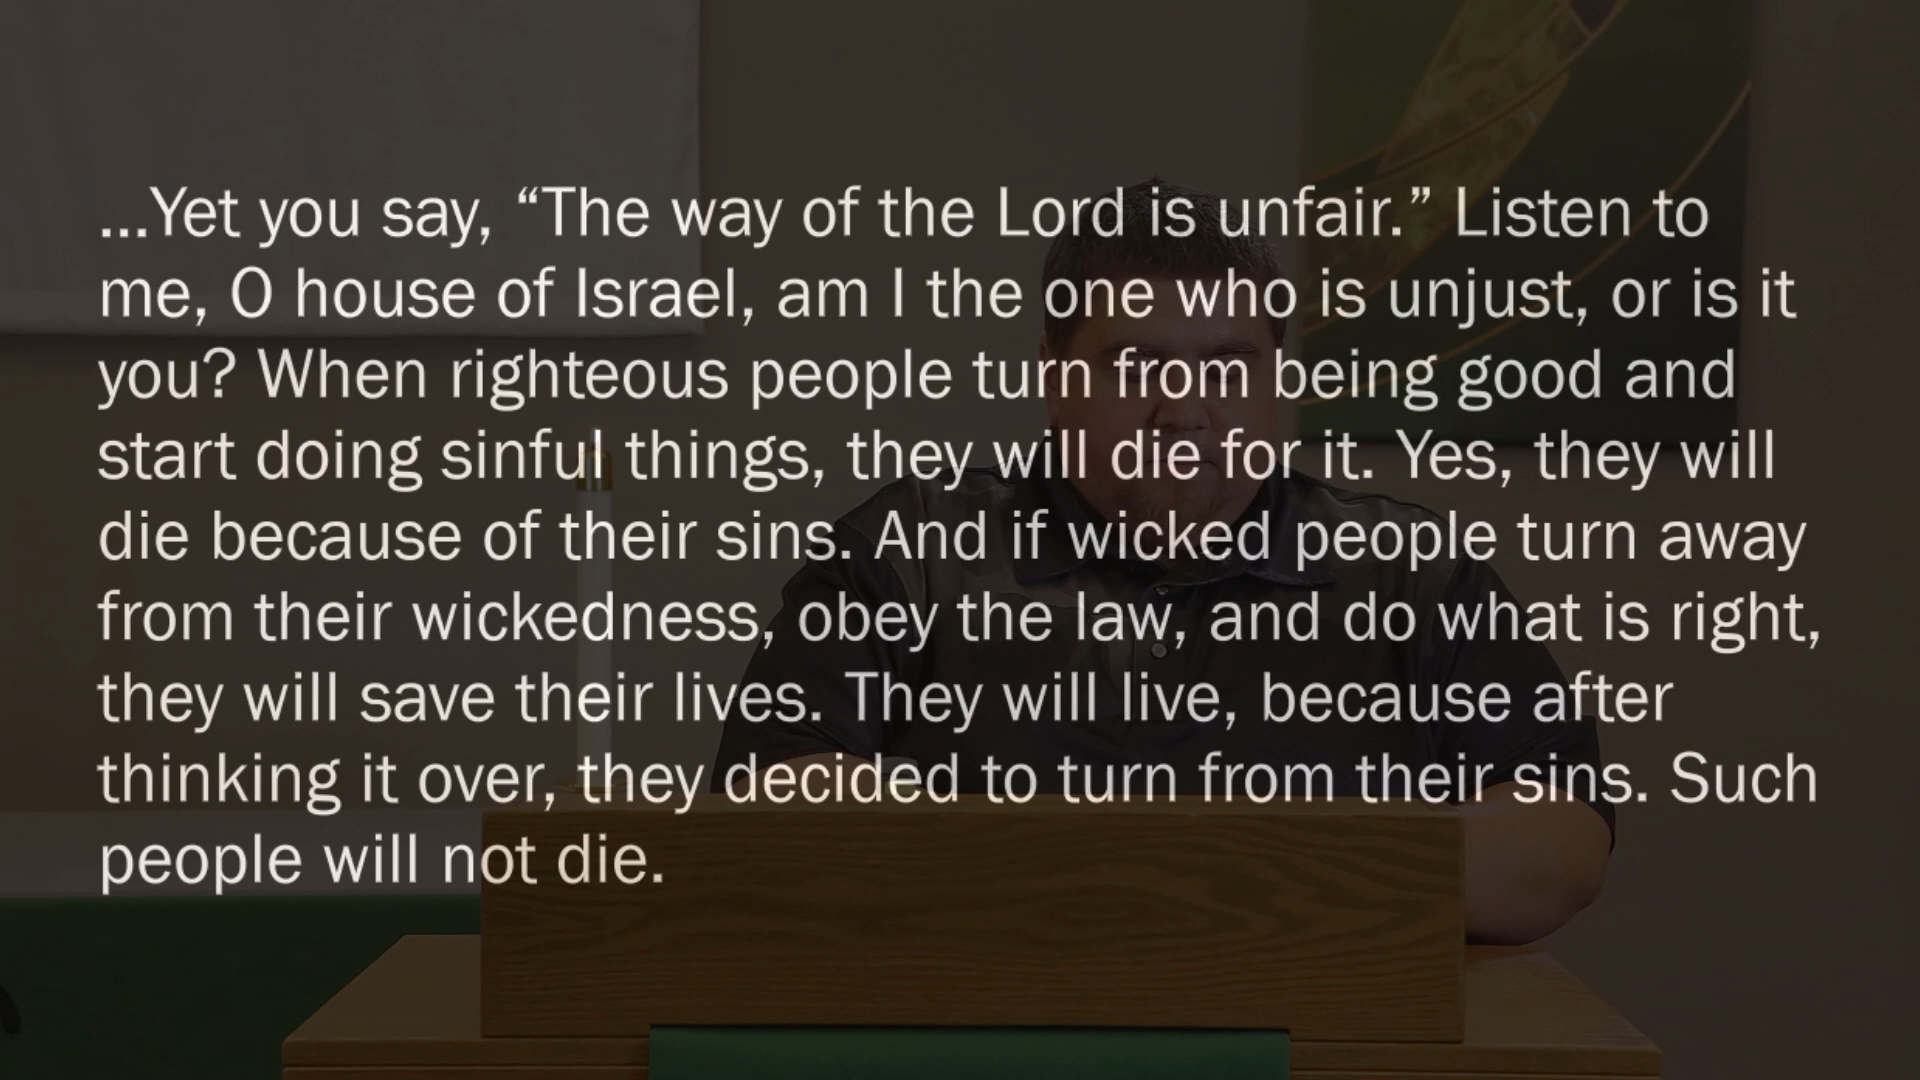 ...Yet you say, “The way of the Lord is unfair.” Listen to
me, O house of Israel, am I the one who is unjust, or is it
you? When righteous people turn from being good and
start doing sinful things, they will die for it. Yes, they will
die because of their sins. And if wicked people turn away
from their wickedness, obey the law, and do what is right,
they will save their lives. They will live, because after
thinking it over, they decided to turn from their sins. Such
people will not die.